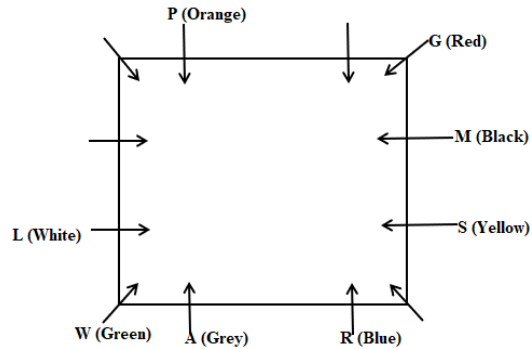 P (Orange)
G (Red)
M (Black)
L (White)
S (Yellow)
W (Green)
A (Grey)
R (Blue)